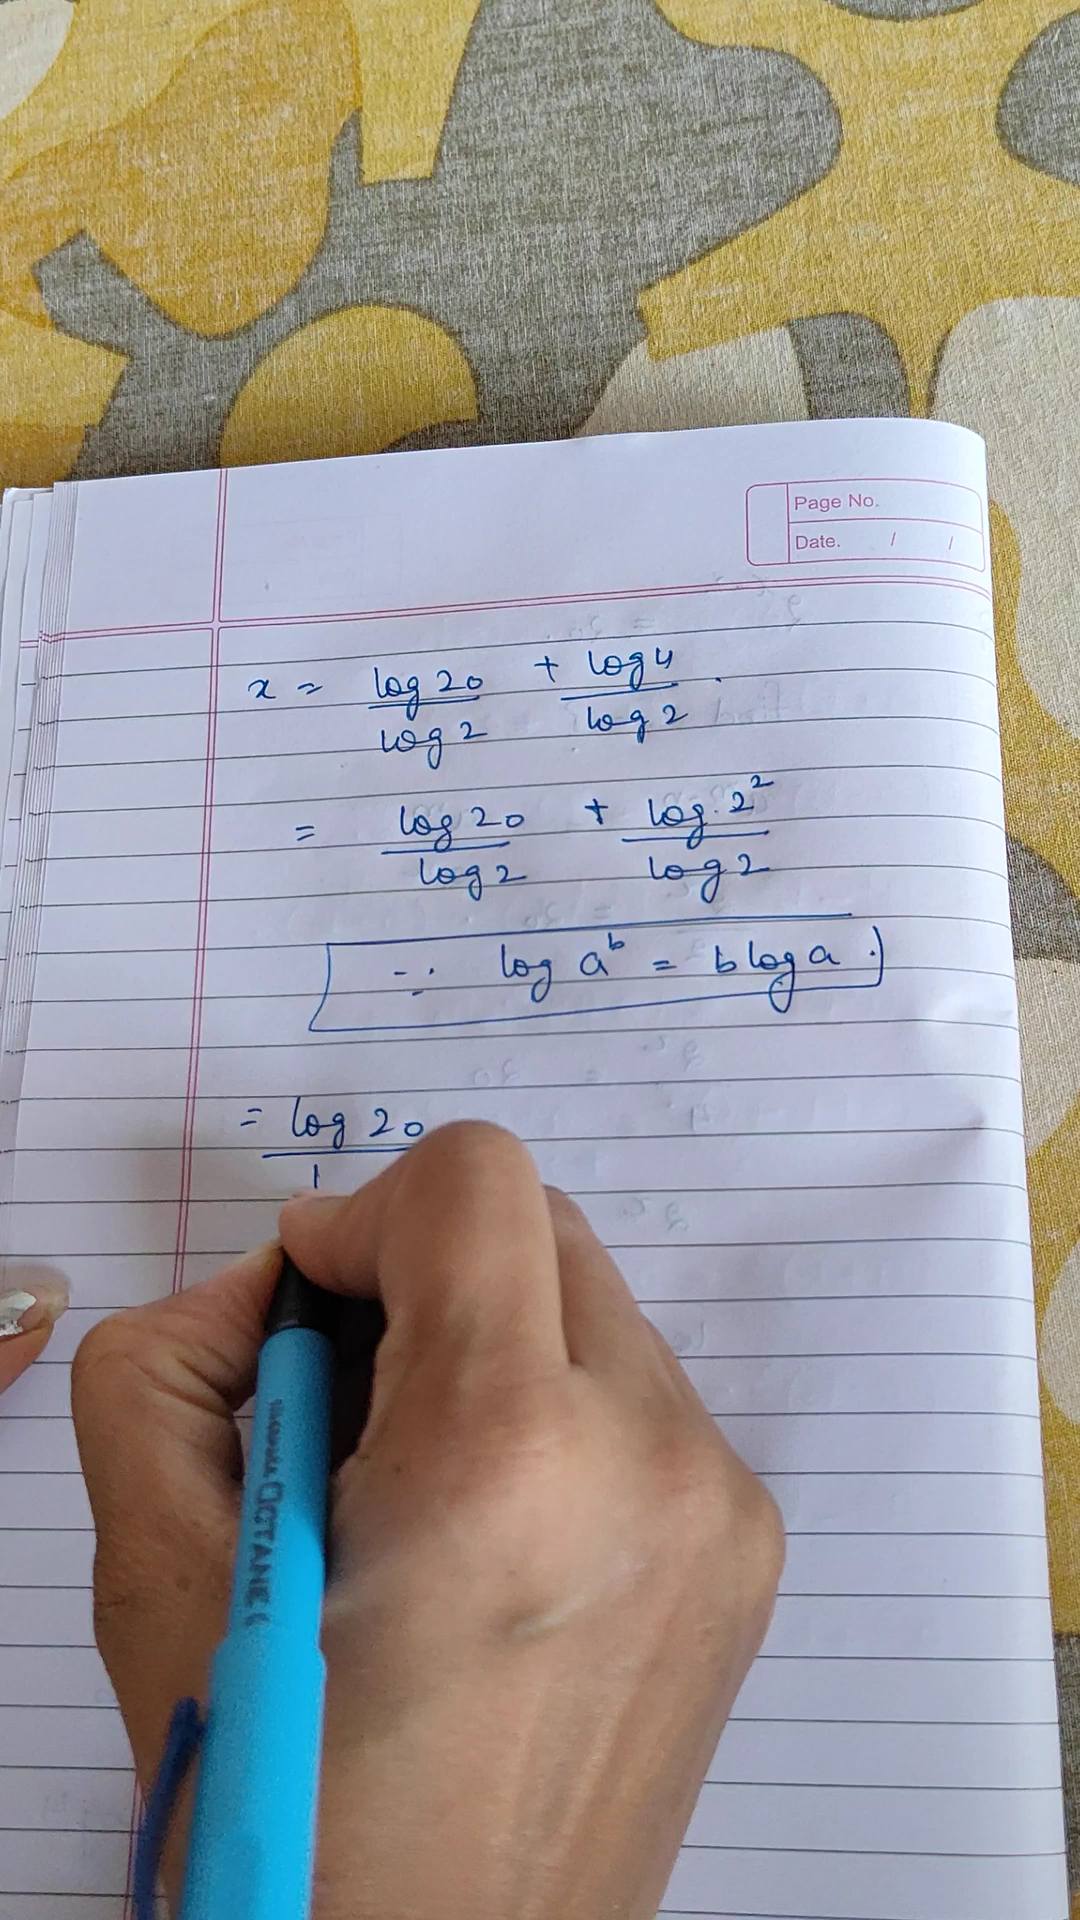 Page No.
Date. / /
x = log 20 / log 2 + log 4 / log 2 .
= log 20 / log 2 + log 2² / log 2
∵ log aᵇ = b log a .
= log 20 / l
OCTANE